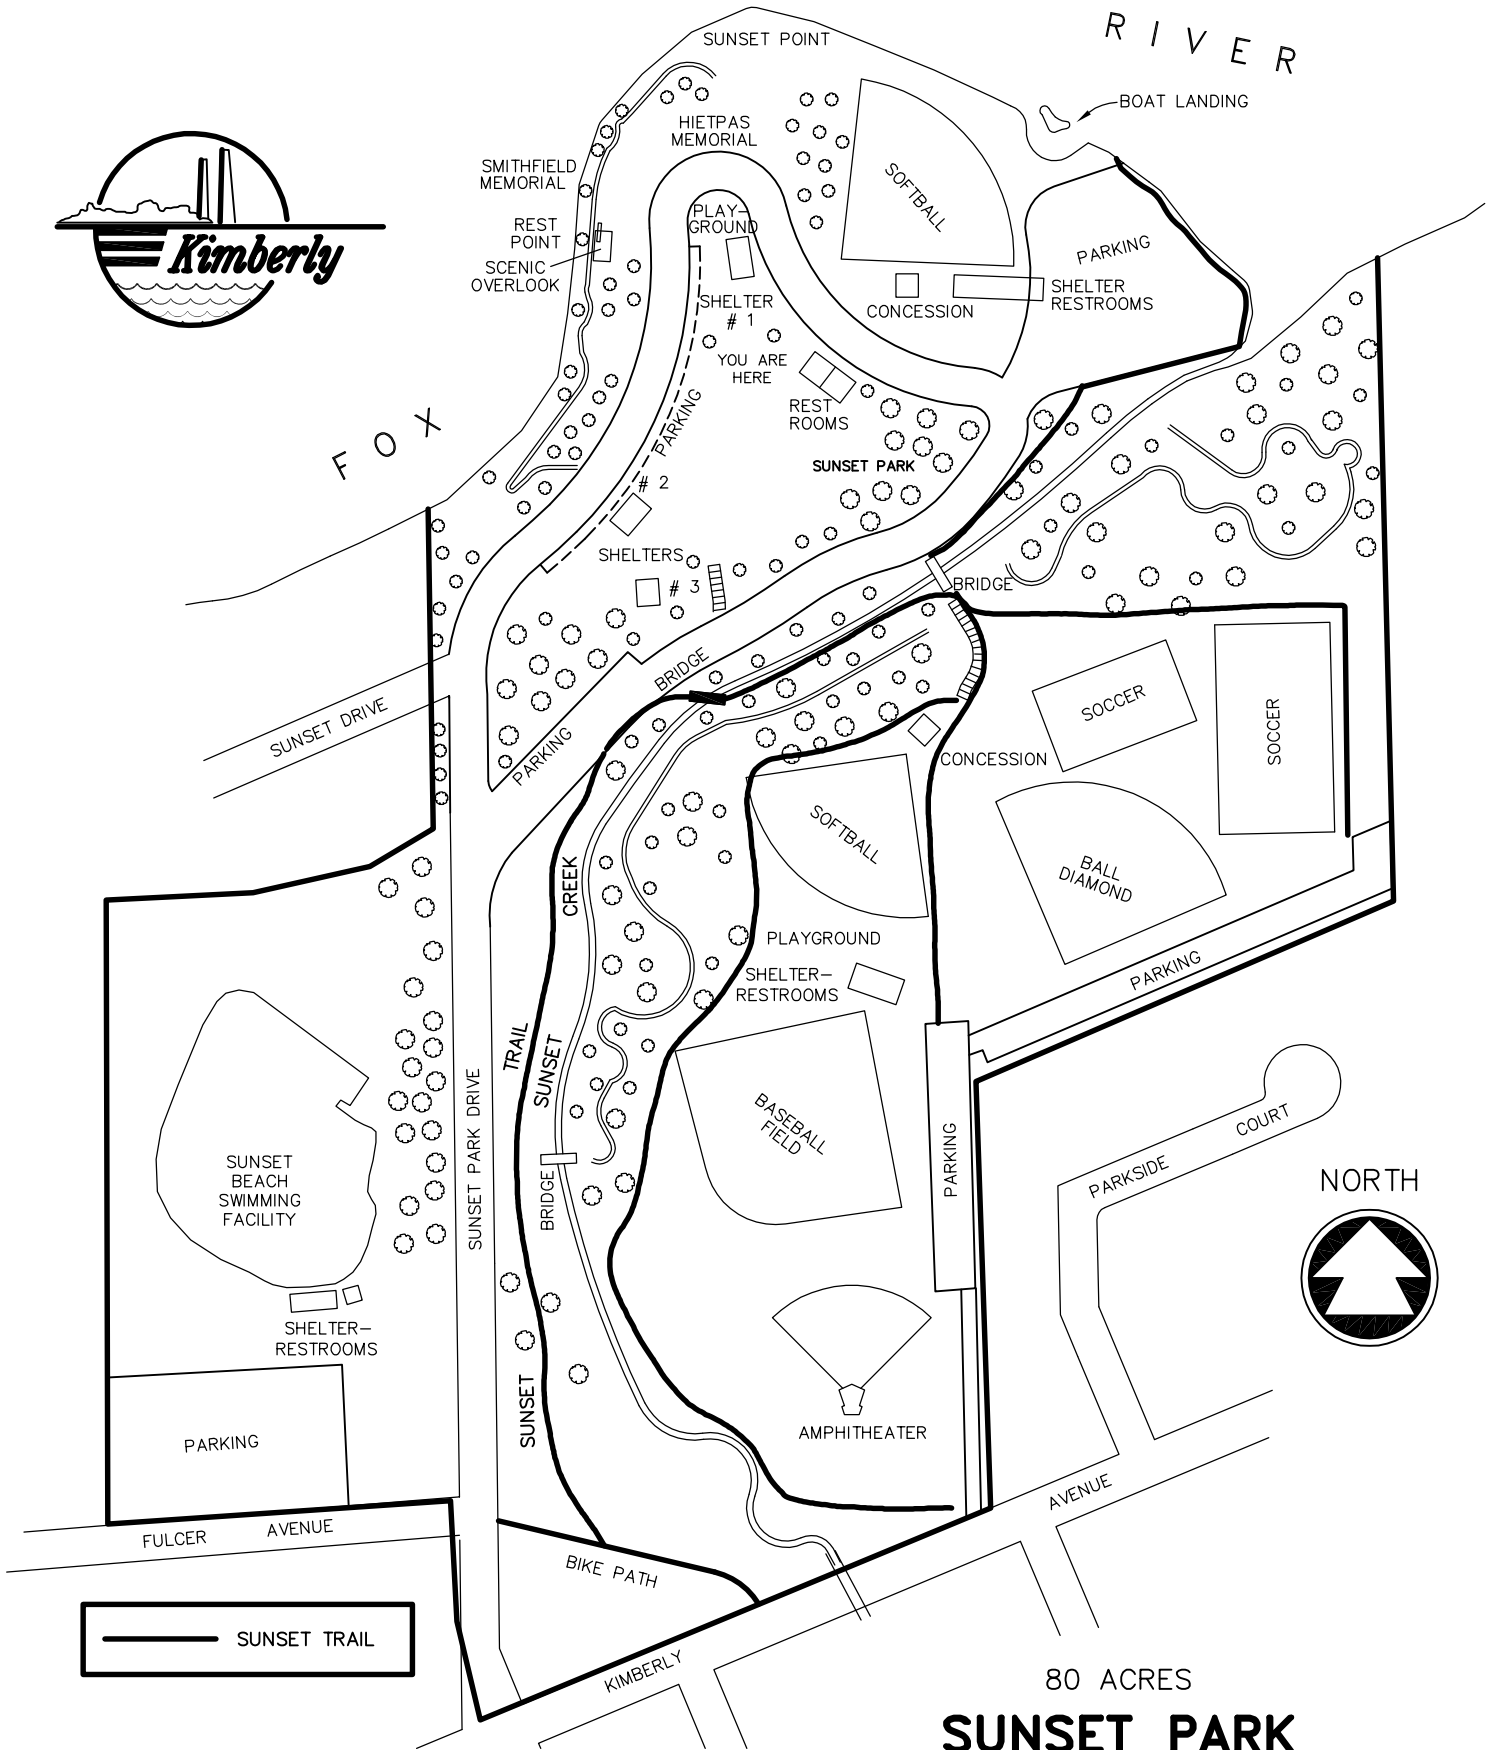 RIVER
SUNSET POINT
BOAT LANDING
HIETPAS
MEMORIAL
SMITHFIELD
MEMORIAL
SOFTBALL
PLAY-
GROUND
REST
POINT
SCENIC
OVERLOOK
PARKING
Kimberly
SHELTER
RESTROOMS
CONCESSION
SHELTER
# 1
YOU ARE
HERE
REST
ROOMS
FOX
PARKING
SUNSET PARK
# 2
SHELTERS
# 3
BRIDGE
BRIDGE
SUNSET DRIVE
PARKING
SOCCER
SOCCER
CONCESSION
SOFTBALL
BALL
DIAMOND
CREEK
PLAYGROUND
SHELTER-
RESTROOMS
PARKING
TRAIL
SUNSET
SUNSET PARK DRIVE
BASEBALL
FIELD
PARKING
COURT
PARKSIDE
BRIDGE
SUNSET
BEACH
SWIMMING
FACILITY
NORTH
SHELTER-
RESTROOMS
SUNSET
PARKING
AMPHITHEATER
AVENUE
FULCER AVENUE
BIKE PATH
SUNSET TRAIL
KIMBERLY
80 ACRES
SUNSET PARK